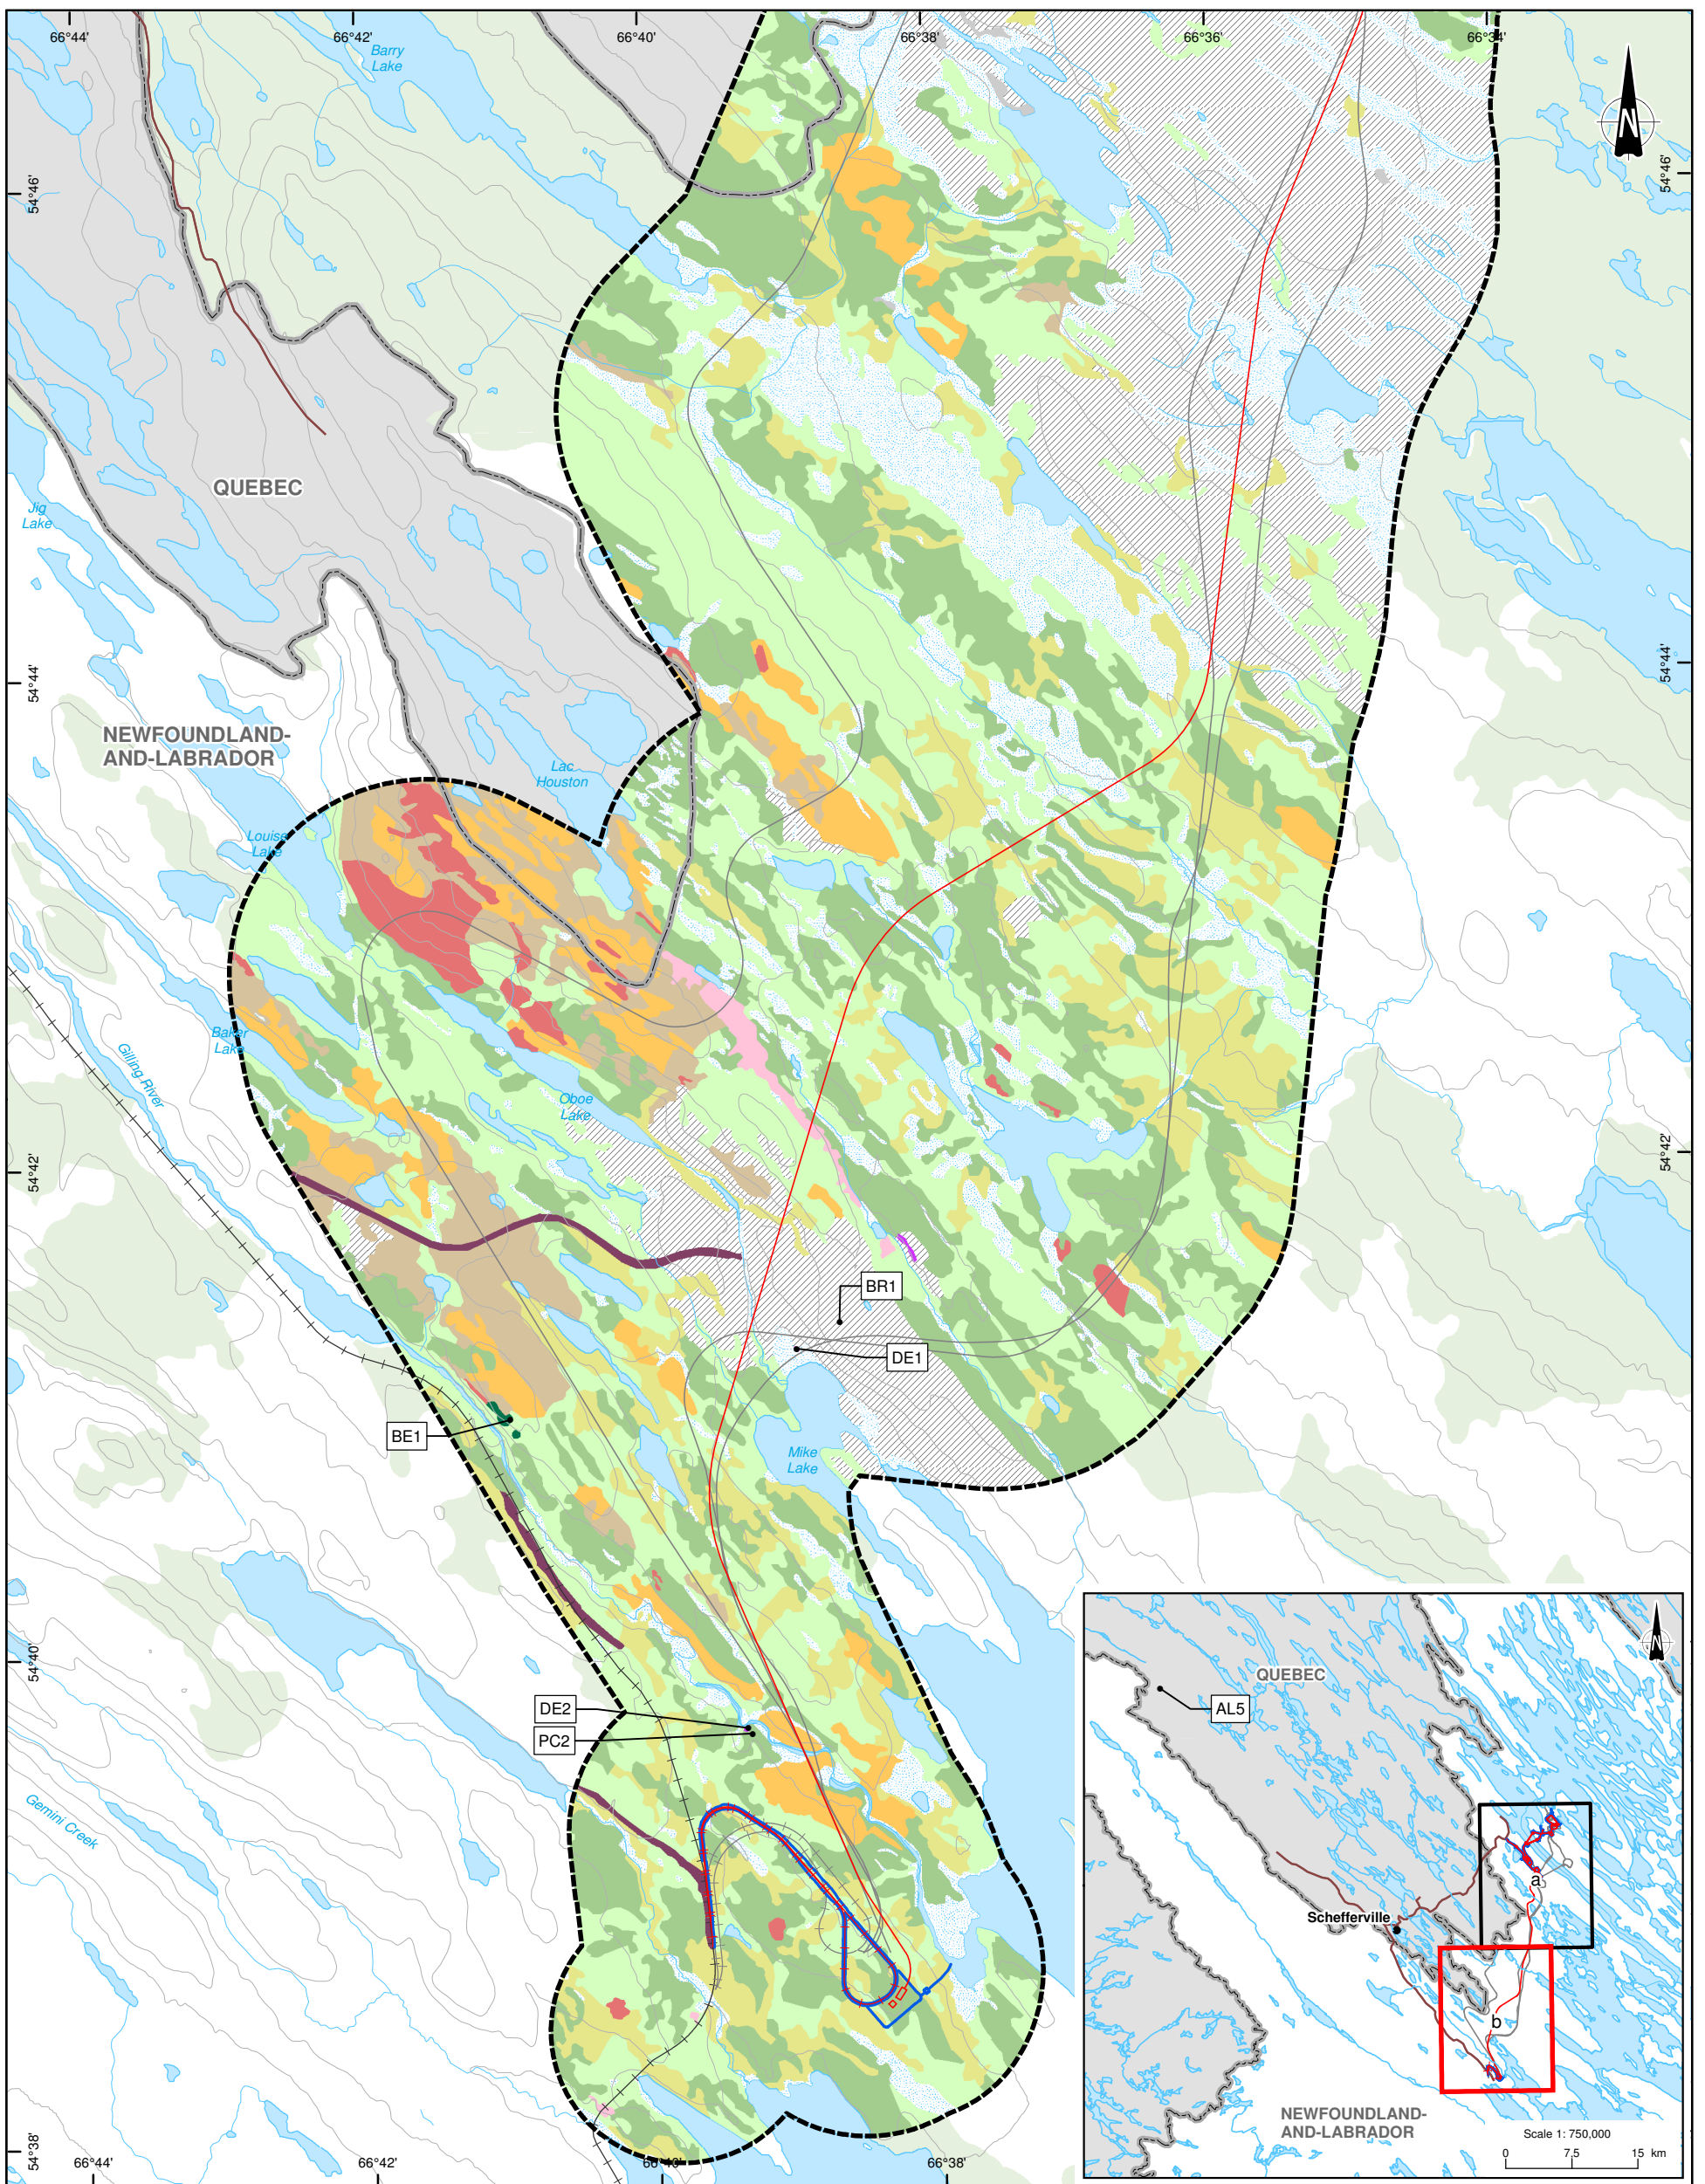 66°44'
66°42'
66°40'
66°38'
66°36'
66°34'
Barry
Lake
N
54°46'
54°46'
QUEBEC
Jig
Lake
54°44'
54°44'
NEWFOUNDLAND-
AND-LABRADOR
Lac
Houston
Louise
Lake
Baker
Lake
Gilling River
Oboe
Lake
54°42'
54°42'
BR1
DE1
BE1
Mike
Lake
54°40'
DE2
PC2
Gemini Creek
54°38'
66°44'
66°42'
66°40'
66°38'
N
QUEBEC
AL5
a
Schefferville
b
NEWFOUNDLAND-
AND-LABRADOR
Scale 1: 750,000
0 7.5 15 km